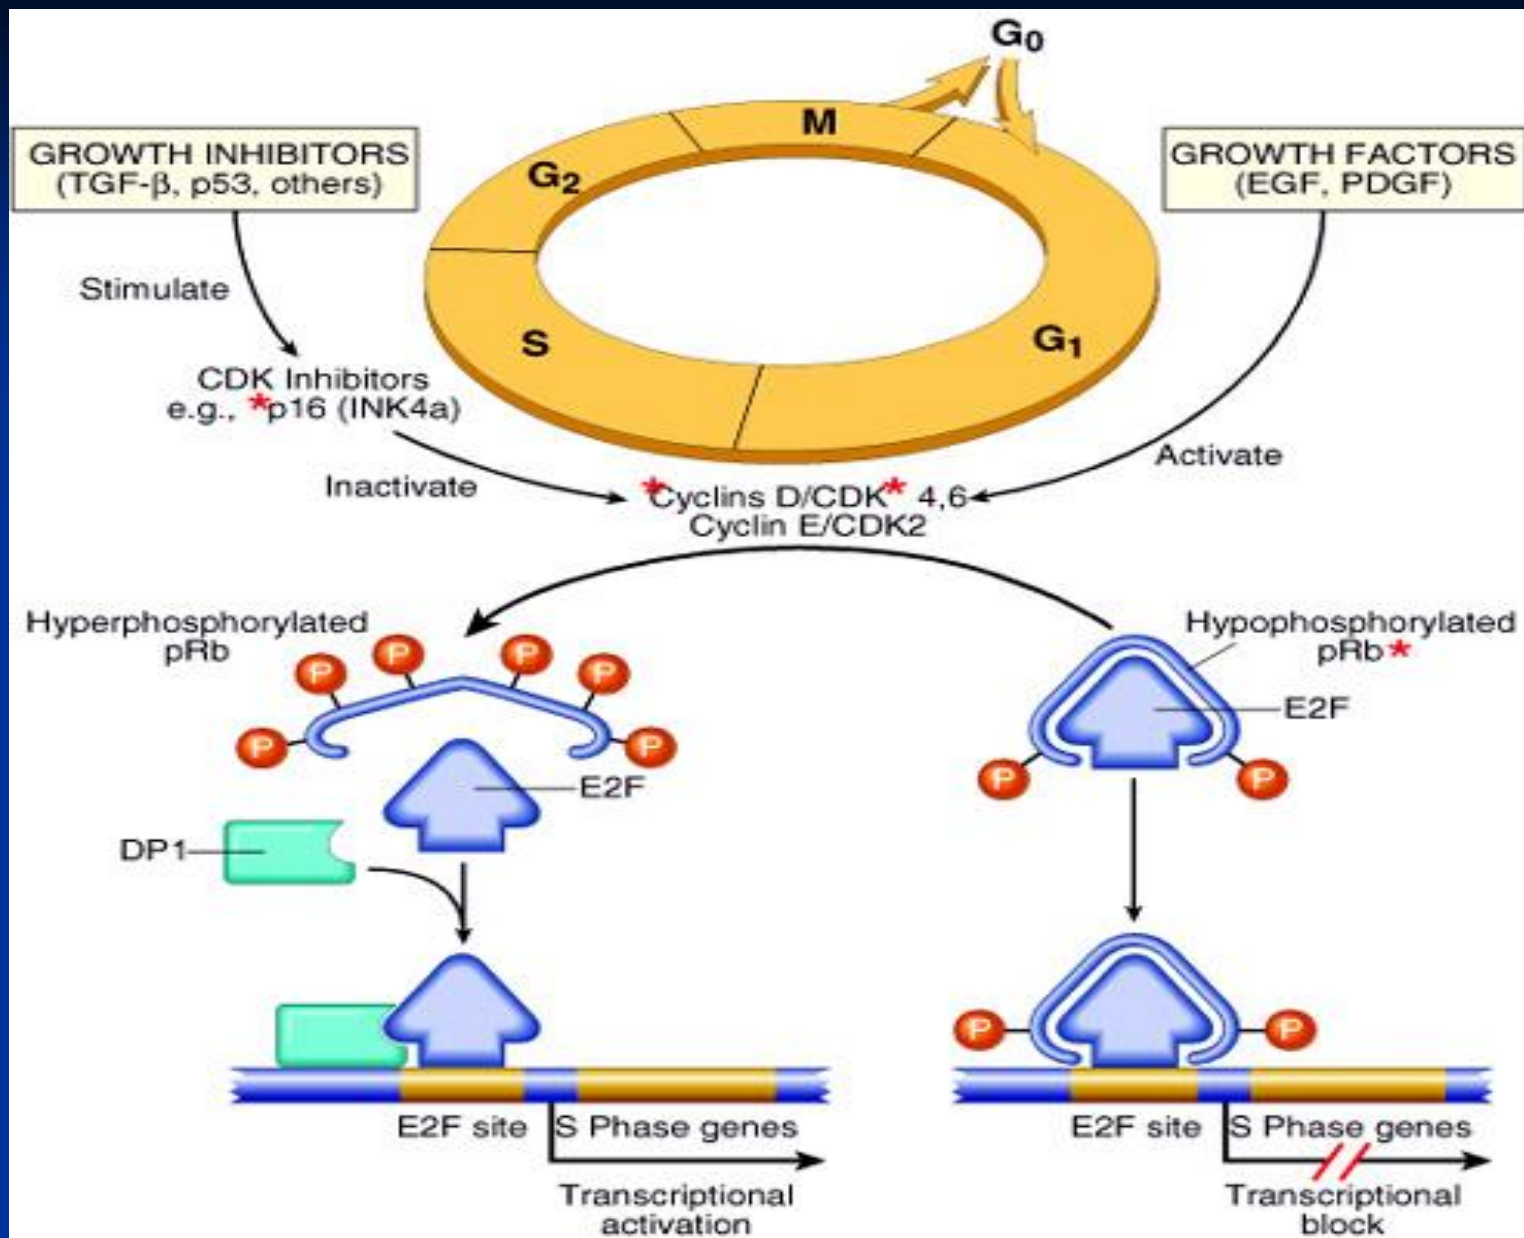 G₀
M
G₂
S
G₁
GROWTH INHIBITORS
(TGF-β, p53, others)
GROWTH FACTORS
(EGF, PDGF)
Stimulate
CDK Inhibitors
e.g., *p16 (INK4a)
Inactivate
Activate
*Cyclins D/CDK* 4,6
Cyclin E/CDK2
Hyperphosphorylated
pRb
P
P
P
P
P
P
E2F
DP1
E2F site
S Phase genes
Transcriptional
activation
Hypophosphorylated
pRb *
E2F
P
P
P
P
E2F site
S Phase genes
Transcriptional
block